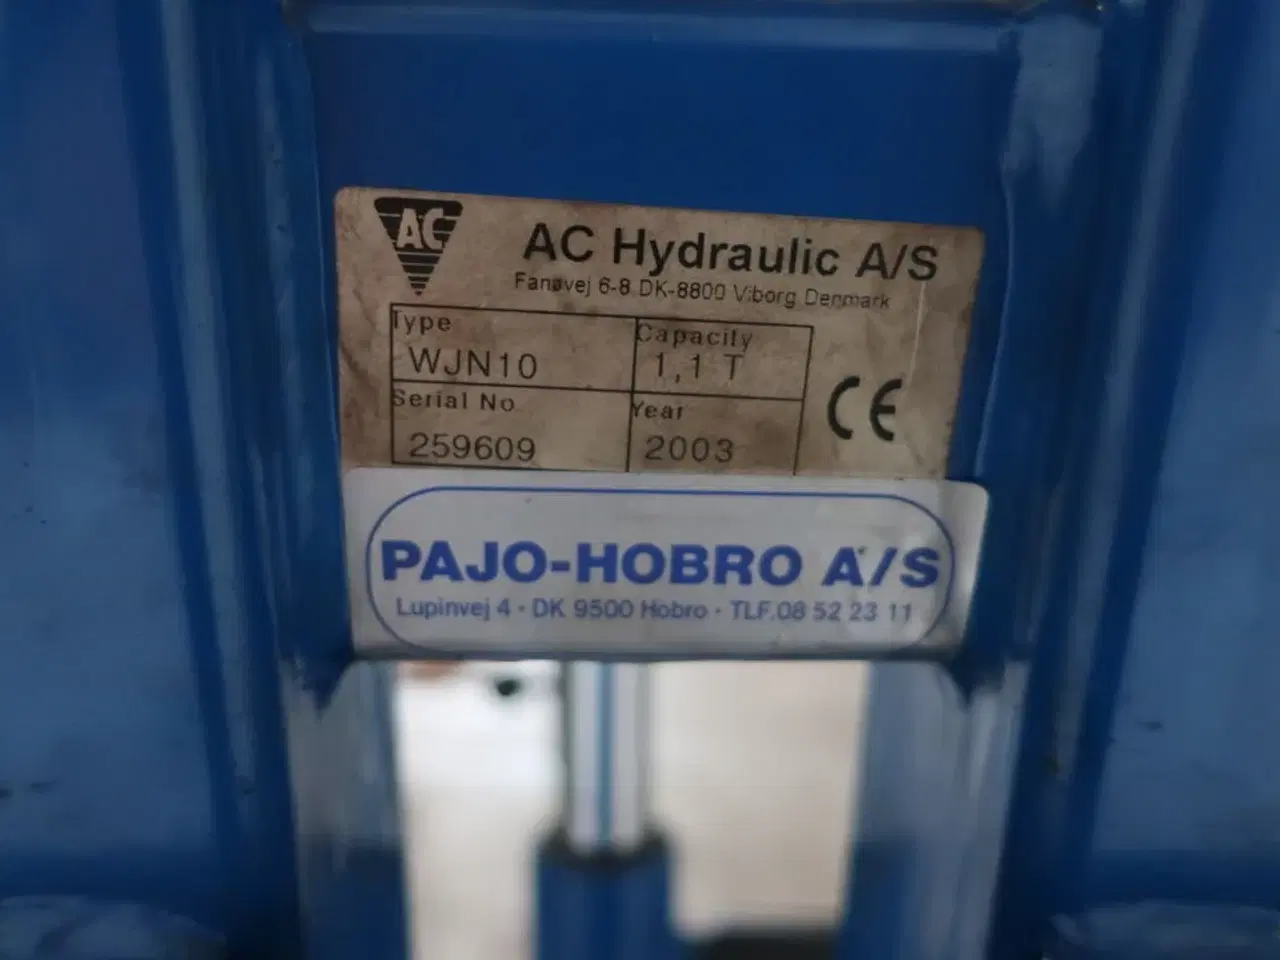 AC
AC Hydraulic A/S
Fanøvej 6-8 DK-8800 Viborg Denmark
Type
Capacity
WJN10
1,1 T
Serial No
Year
259609
2003
CE
PAJO-HOBRO A/S
Lupinvej 4 · DK 9500 Hobro · TLF. 08 52 23 11